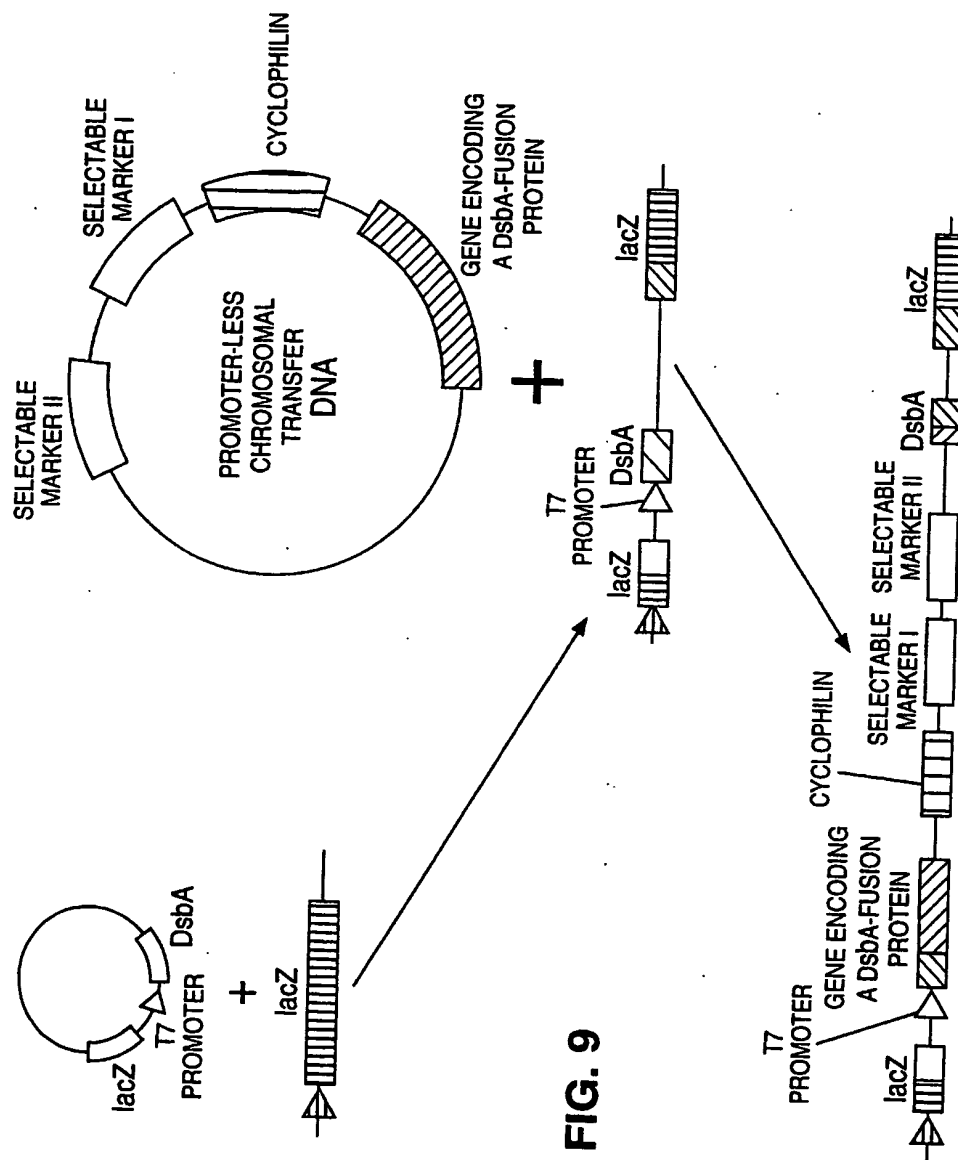 lacZ
T7
PROMOTER
DsbA
lacZ
SELECTABLE
MARKER II
SELECTABLE
MARKER I
CYCLOPHILIN
GENE ENCODING
A DsbA-FUSION
PROTEIN
PROMOTER-LESS
CHROMOSOMAL
TRANSFER
DNA
lacZ
T7
PROMOTER
DsbA
lacZ
FIG. 9
lacZ
T7
PROMOTER
GENE ENCODING
A DsbA-FUSION
PROTEIN
CYCLOPHILIN
SELECTABLE
MARKER I
SELECTABLE
MARKER II
DsbA
lacZ